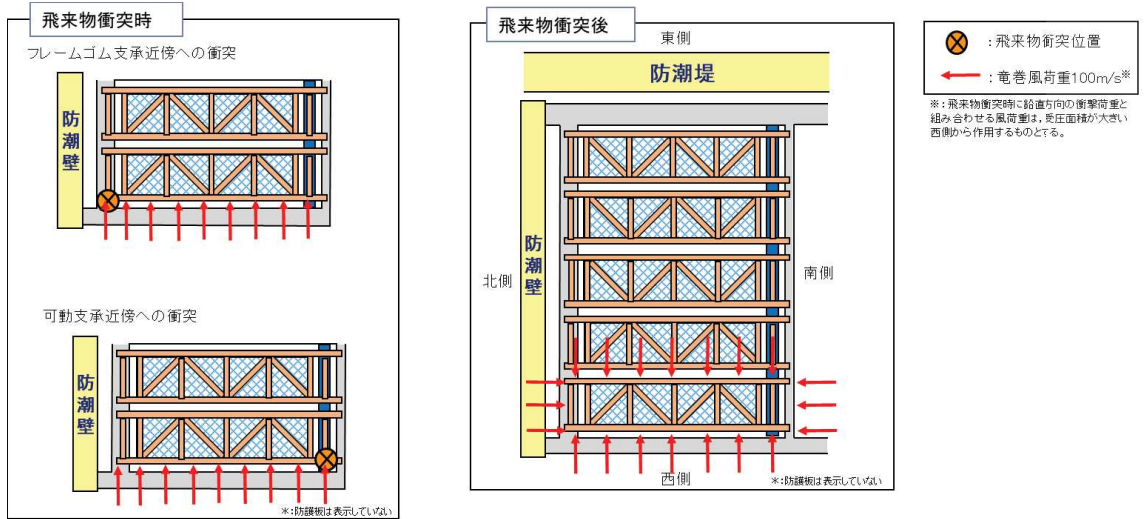 飛来物衝突時
フレームゴム支承近傍への衝突
防潮壁
可動支承近傍への衝突
防潮壁
＊:防護板は表示していない
飛来物衝突後
東側
防潮堤
防潮壁
北側
南側
西側
＊:防護板は表示していない
:飛来物衝突位置
:竜巻風荷重100m/s※
※:飛来物衝突時に鉛直方向の衝撃荷重と
組み合わせる風荷重は，受圧面積が大きい
西側から作用するものとする。